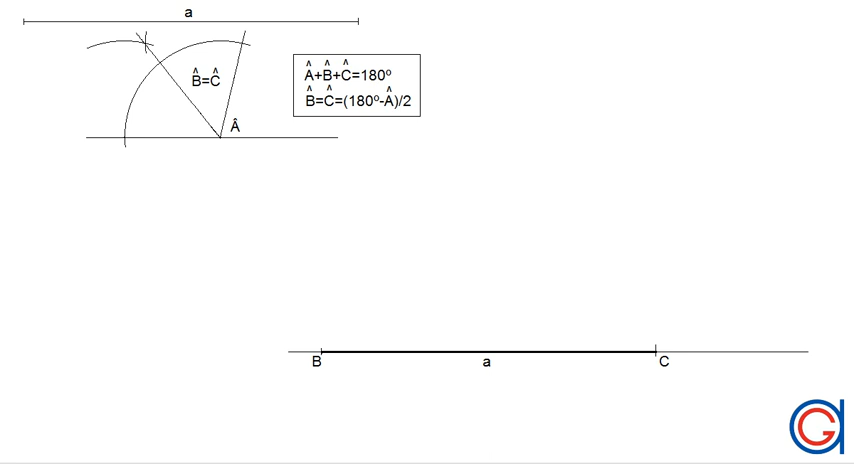 a
B̂=Ĉ
Â
Â+B̂+Ĉ=180º
B̂=Ĉ=(180º-Â)/2
B
a
C